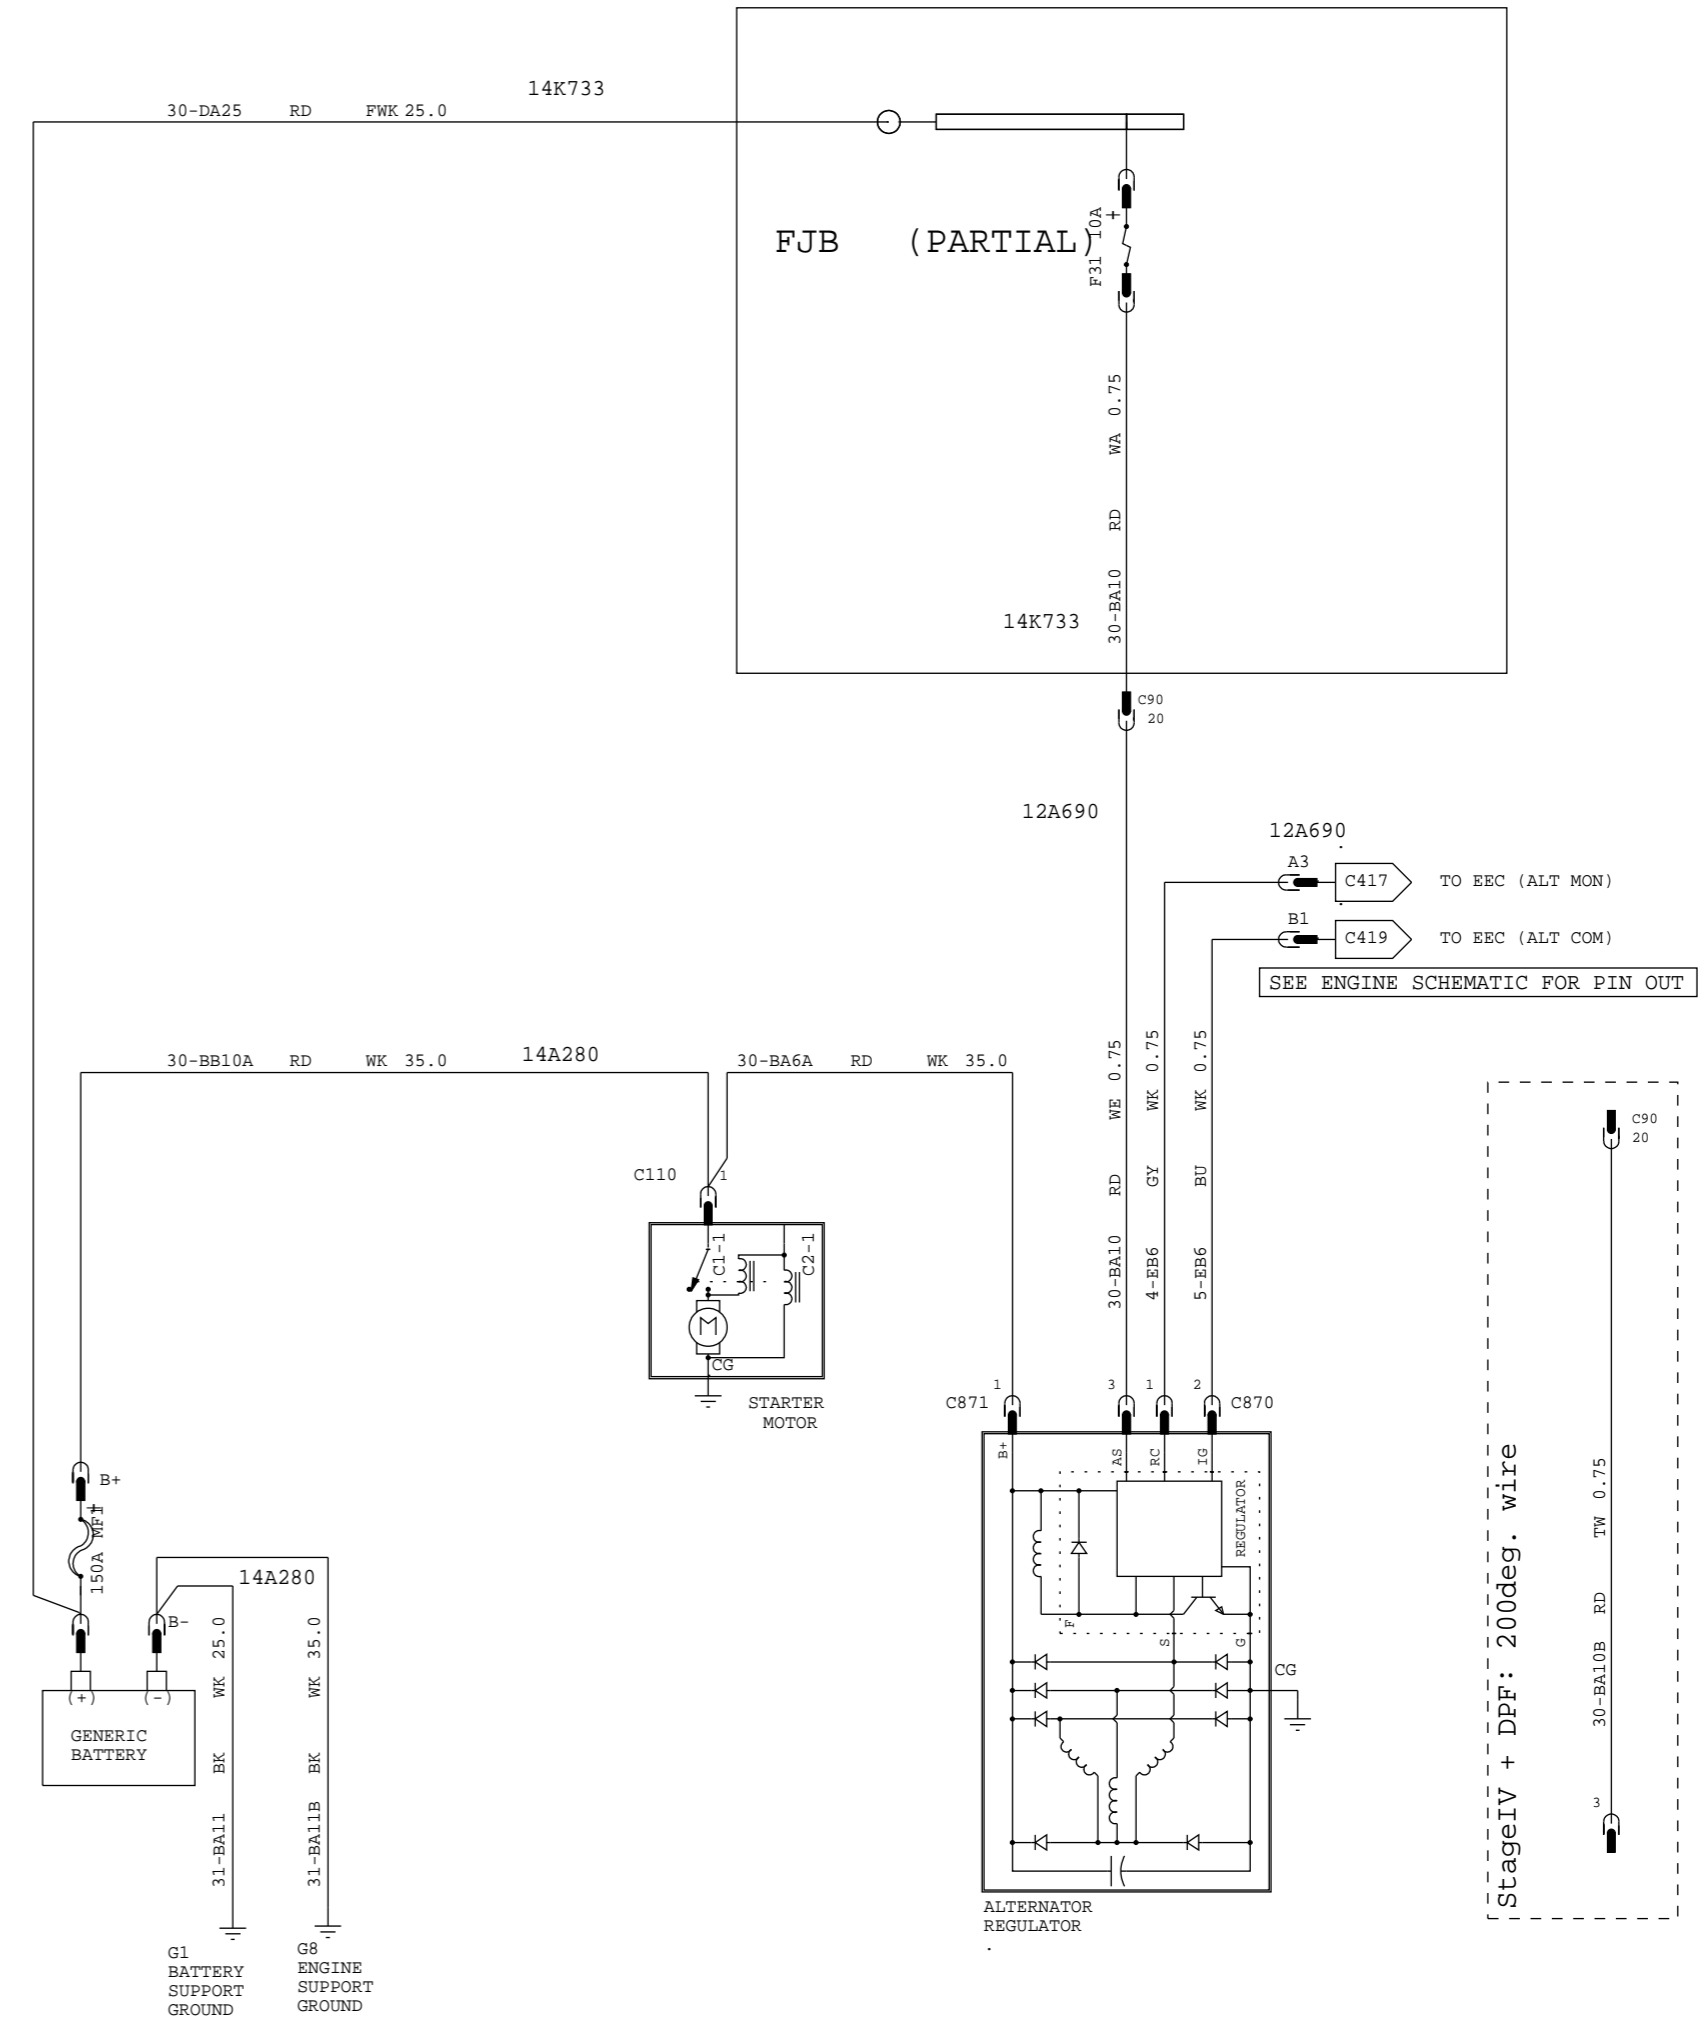 14K733
30-DA25 RD FWK 25.0
FJB (PARTIAL)
F31 10A +
30-BA10 RD WA 0.75
14K733
C90
20
12A690
12A690
A3
C417 TO EEC (ALT MON)
B1
C419 TO EEC (ALT COM)
SEE ENGINE SCHEMATIC FOR PIN OUT
30-BB10A RD WK 35.0
14A280
30-BA6A RD WK 35.0
30-BA10 RD WE 0.75
4-EB6 GY WK 0.75
5-EB6 BU WK 0.75
C110 1
C1-1
C2-1
M
CG
STARTER
MOTOR
C871 1
3 1 2
C870
B+
AS
RC
IG
REGULATOR
F
S
G
CG
ALTERNATOR
REGULATOR
.
B+
+
150A MF1
14A280
B-
(+) (-)
GENERIC
BATTERY
31-BA11 BK WK 25.0
31-BA11B BK WK 35.0
G1
BATTERY
SUPPORT
GROUND
G8
ENGINE
SUPPORT
GROUND
StageIV + DPF: 200deg. wire
C90
20
30-BA10B RD TW 0.75
3